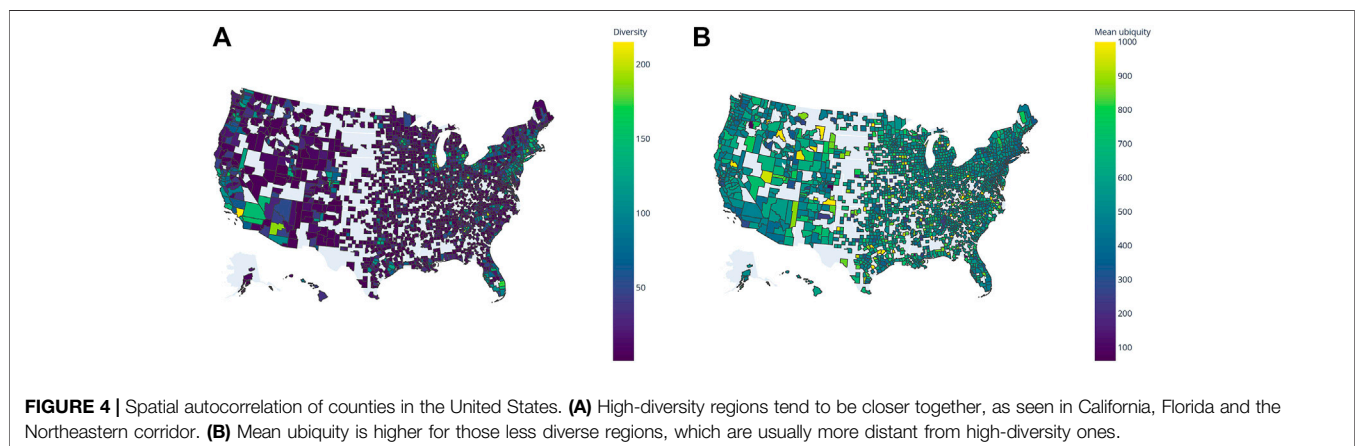 A
B
Diversity
200
150
100
50
Mean ubiquity
1000
900
800
700
600
500
400
300
200
100
FIGURE 4 | Spatial autocorrelation of counties in the United States. (A) High-diversity regions tend to be closer together, as seen in California, Florida and the
Northeastern corridor. (B) Mean ubiquity is higher for those less diverse regions, which are usually more distant from high-diversity ones.